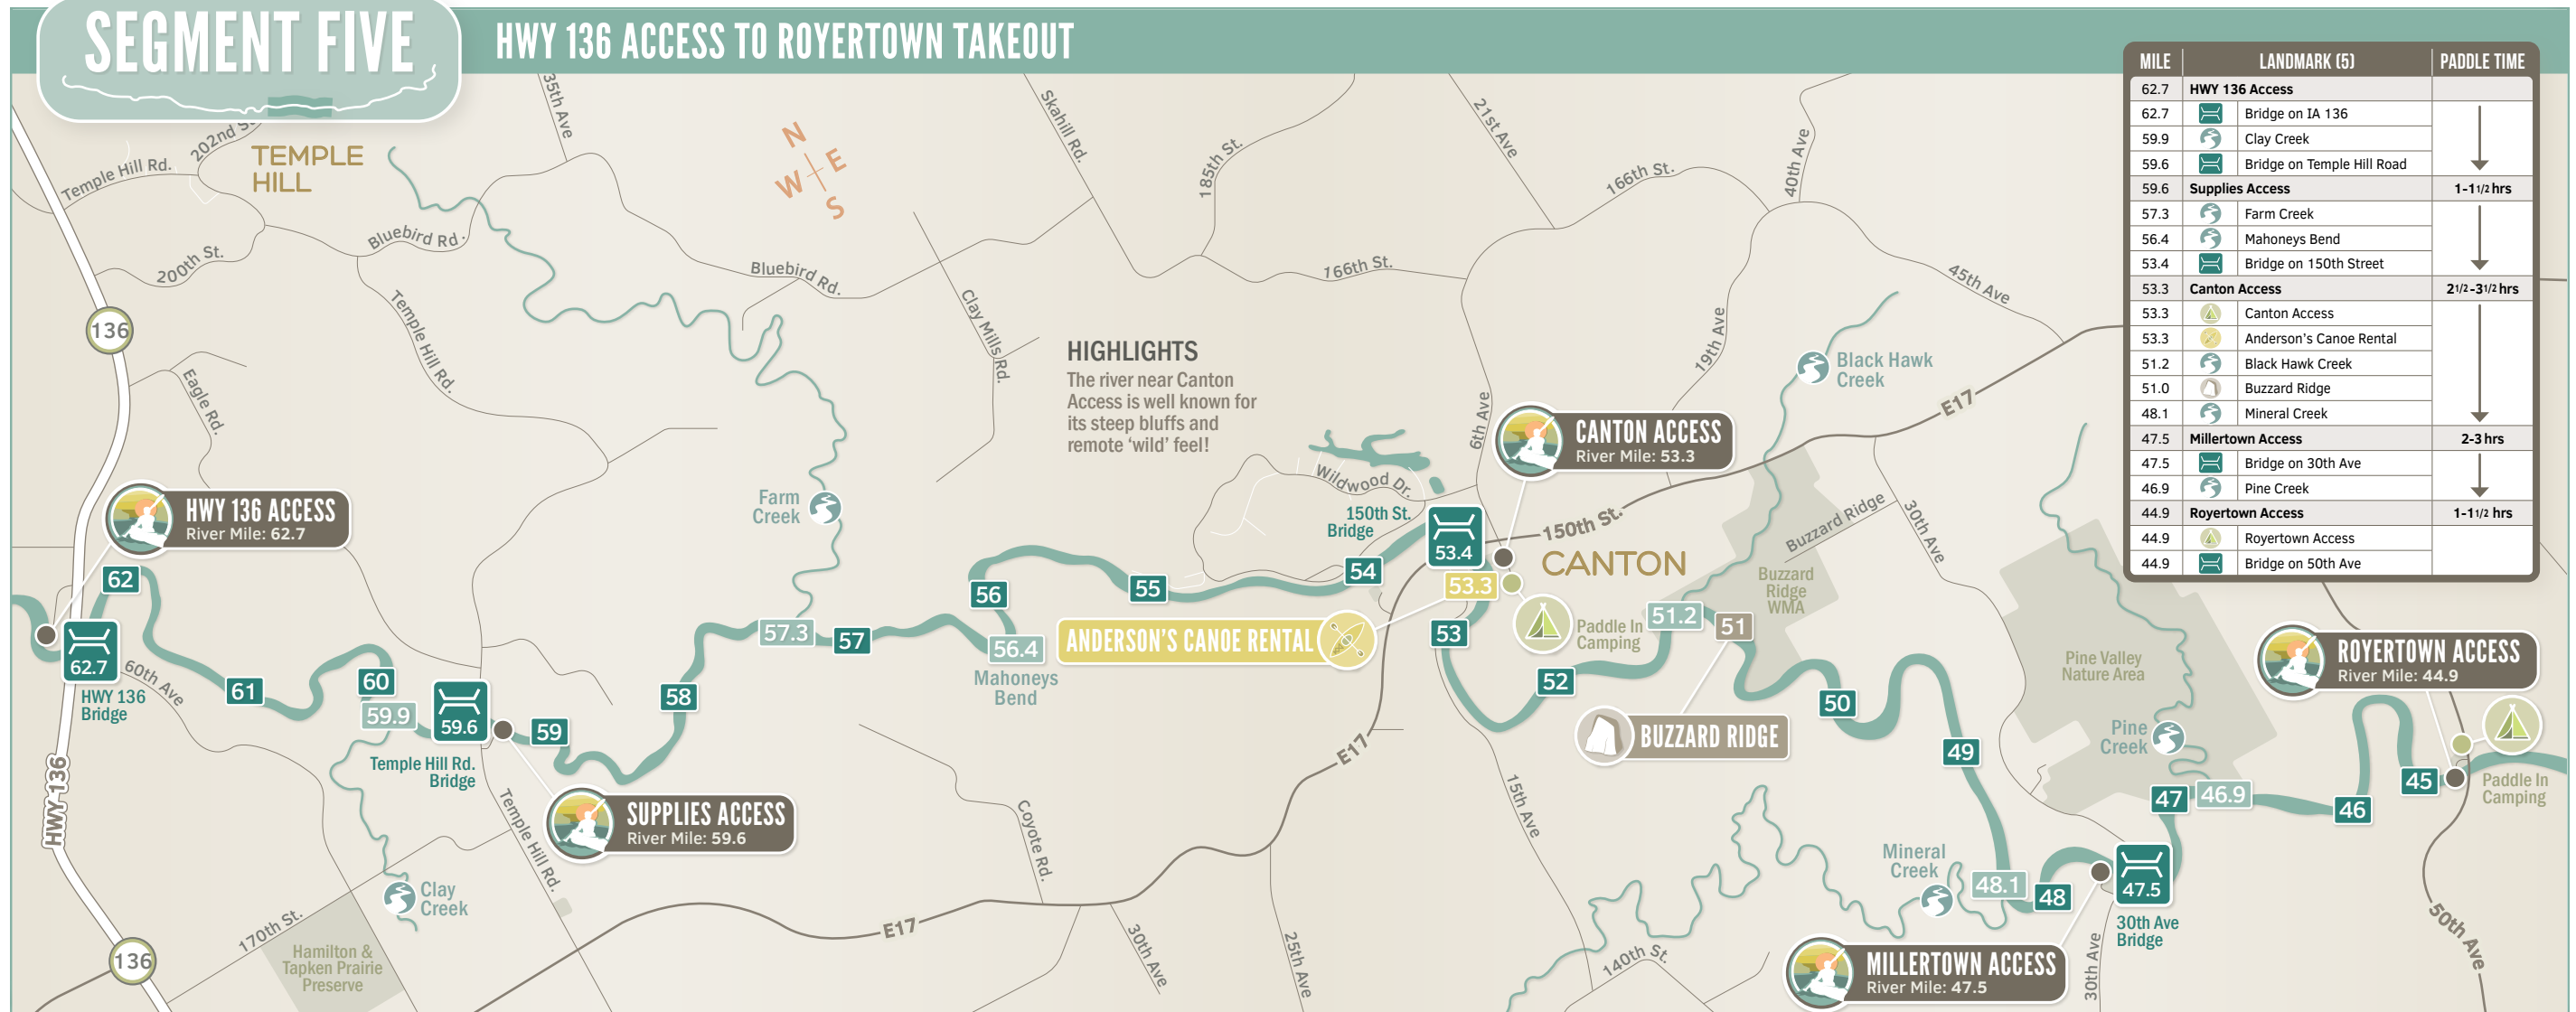 SEGMENT FIVE
HWY 136 ACCESS TO ROYERTOWN TAKEOUT
MILE LANDMARK (5) PADDLE TIME
62.7 HWY 136 Access
62.7 Bridge on IA 136
59.9 Clay Creek
59.6 Bridge on Temple Hill Road
59.6 Supplies Access 1-1 1/2 hrs
57.3 Farm Creek
56.4 Mahoneys Bend
53.4 Bridge on 150th Street
53.3 Canton Access 2 1/2-3 1/2 hrs
53.3 Canton Access
53.3 Anderson's Canoe Rental
51.2 Black Hawk Creek
51.0 Buzzard Ridge
48.1 Mineral Creek
47.5 Millertown Access 2-3 hrs
47.5 Bridge on 30th Ave
46.9 Pine Creek
44.9 Royertown Access 1-1 1/2 hrs
44.9 Royertown Access
44.9 Bridge on 50th Ave
202nd St
Temple Hill Rd.
TEMPLE
HILL
35th Ave
N
E
W
S
Skahill Rd.
185th St.
21st Ave
166th St.
40th Ave
200th St.
Bluebird Rd.
Bluebird Rd.
166th St.
45th Ave
136
Temple Hill Rd.
Eagle Rd.
Clay Mills Rd.
HIGHLIGHTS
The river near Canton
Access is well known for
its steep bluffs and
remote 'wild' feel!
19th Ave
Black Hawk
Creek
E17
6th Ave
CANTON ACCESS
River Mile: 53.3
Wildwood Dr.
HWY 136 ACCESS
River Mile: 62.7
Farm
Creek
150th St.
Bridge
53.4
150th St.
CANTON
Buzzard Ridge
30th Ave
Buzzard
Ridge
WMA
62
56
55
54
53.3
62.7
HWY 136
Bridge
60th Ave
61
60
59.9
59.6
Temple Hill Rd.
Bridge
59
58
57.3
57
56.4
Mahoneys
Bend
ANDERSON'S CANOE RENTAL
53
Paddle In
Camping
51.2
51
52
BUZZARD RIDGE
50
49
Pine Valley
Nature Area
Pine
Creek
ROYERTOWN ACCESS
River Mile: 44.9
47
46.9
46
45
Paddle In
Camping
HWY 136
SUPPLIES ACCESS
River Mile: 59.6
Temple Hill Rd.
Coyote Rd.
E17
15th Ave
Clay
Creek
Mineral
Creek
48.1
48
47.5
30th Ave
Bridge
170th St.
Hamilton &
Tapken Prairie
Preserve
136
E17
30th Ave
25th Ave
140th St.
MILLERTOWN ACCESS
River Mile: 47.5
30th Ave
50th Ave